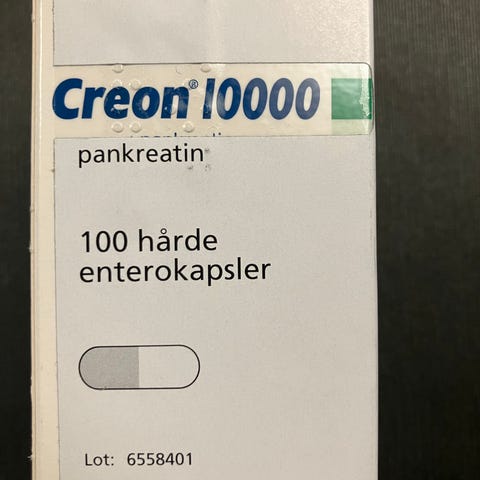 Creon® 10000
pankreatin
100 hårde
enterokapsler
Lot: 6558401